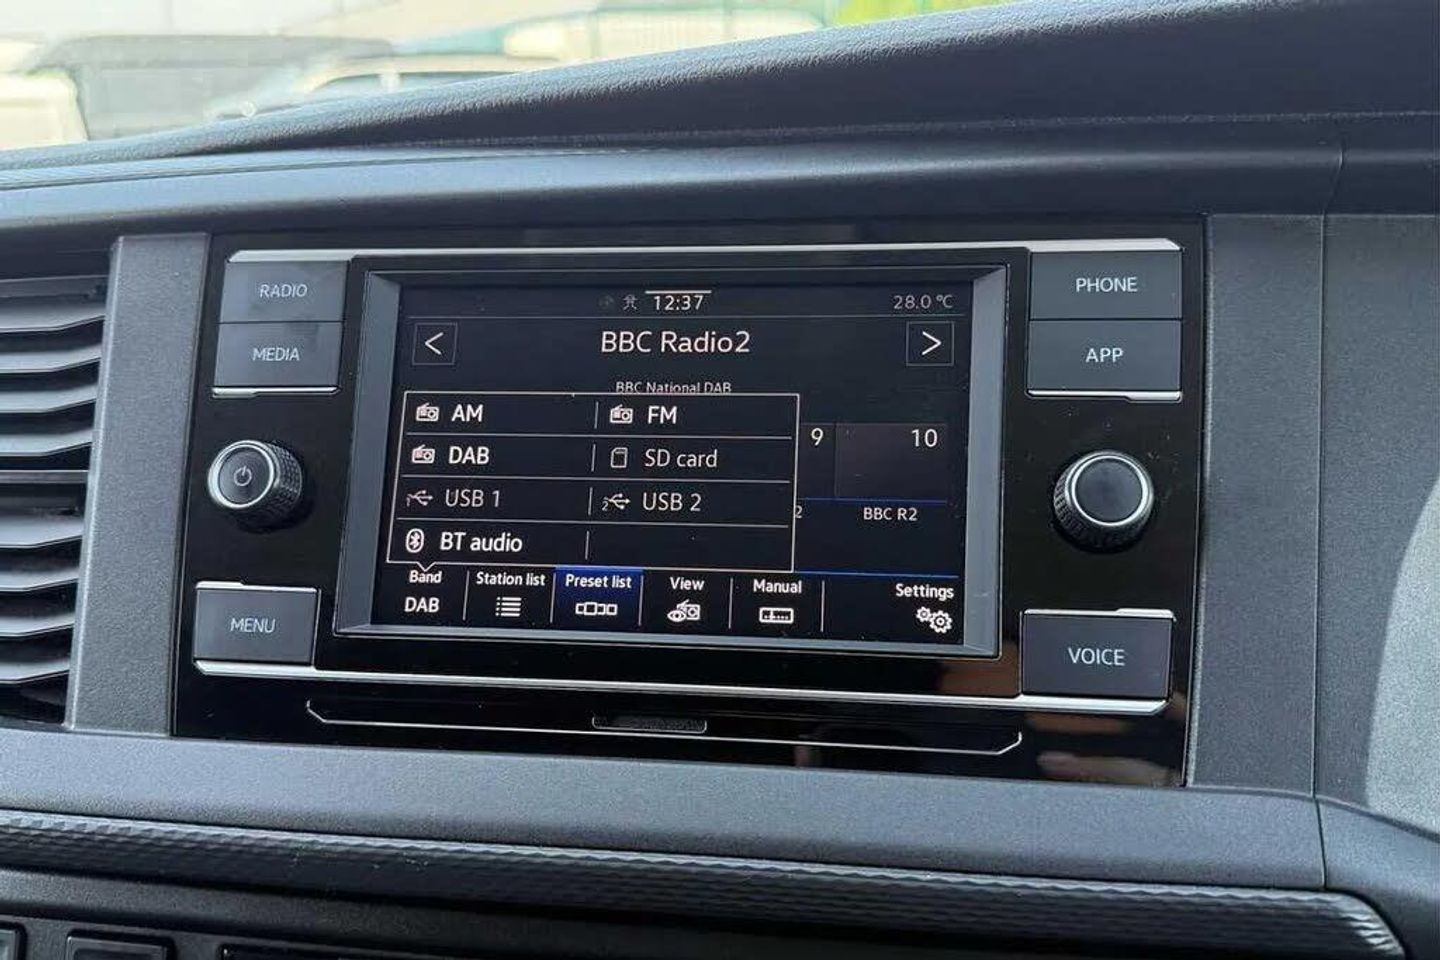 RADIO
MEDIA
MENU
PHONE
APP
VOICE
12:37
28.0 °C
< BBC Radio2 >
BBC National DAB
AM FM
DAB SD card
1 USB 1 2 USB 2
BT audio
9 10
2 BBC R2
Band Station list Preset list View Manual Settings
DAB